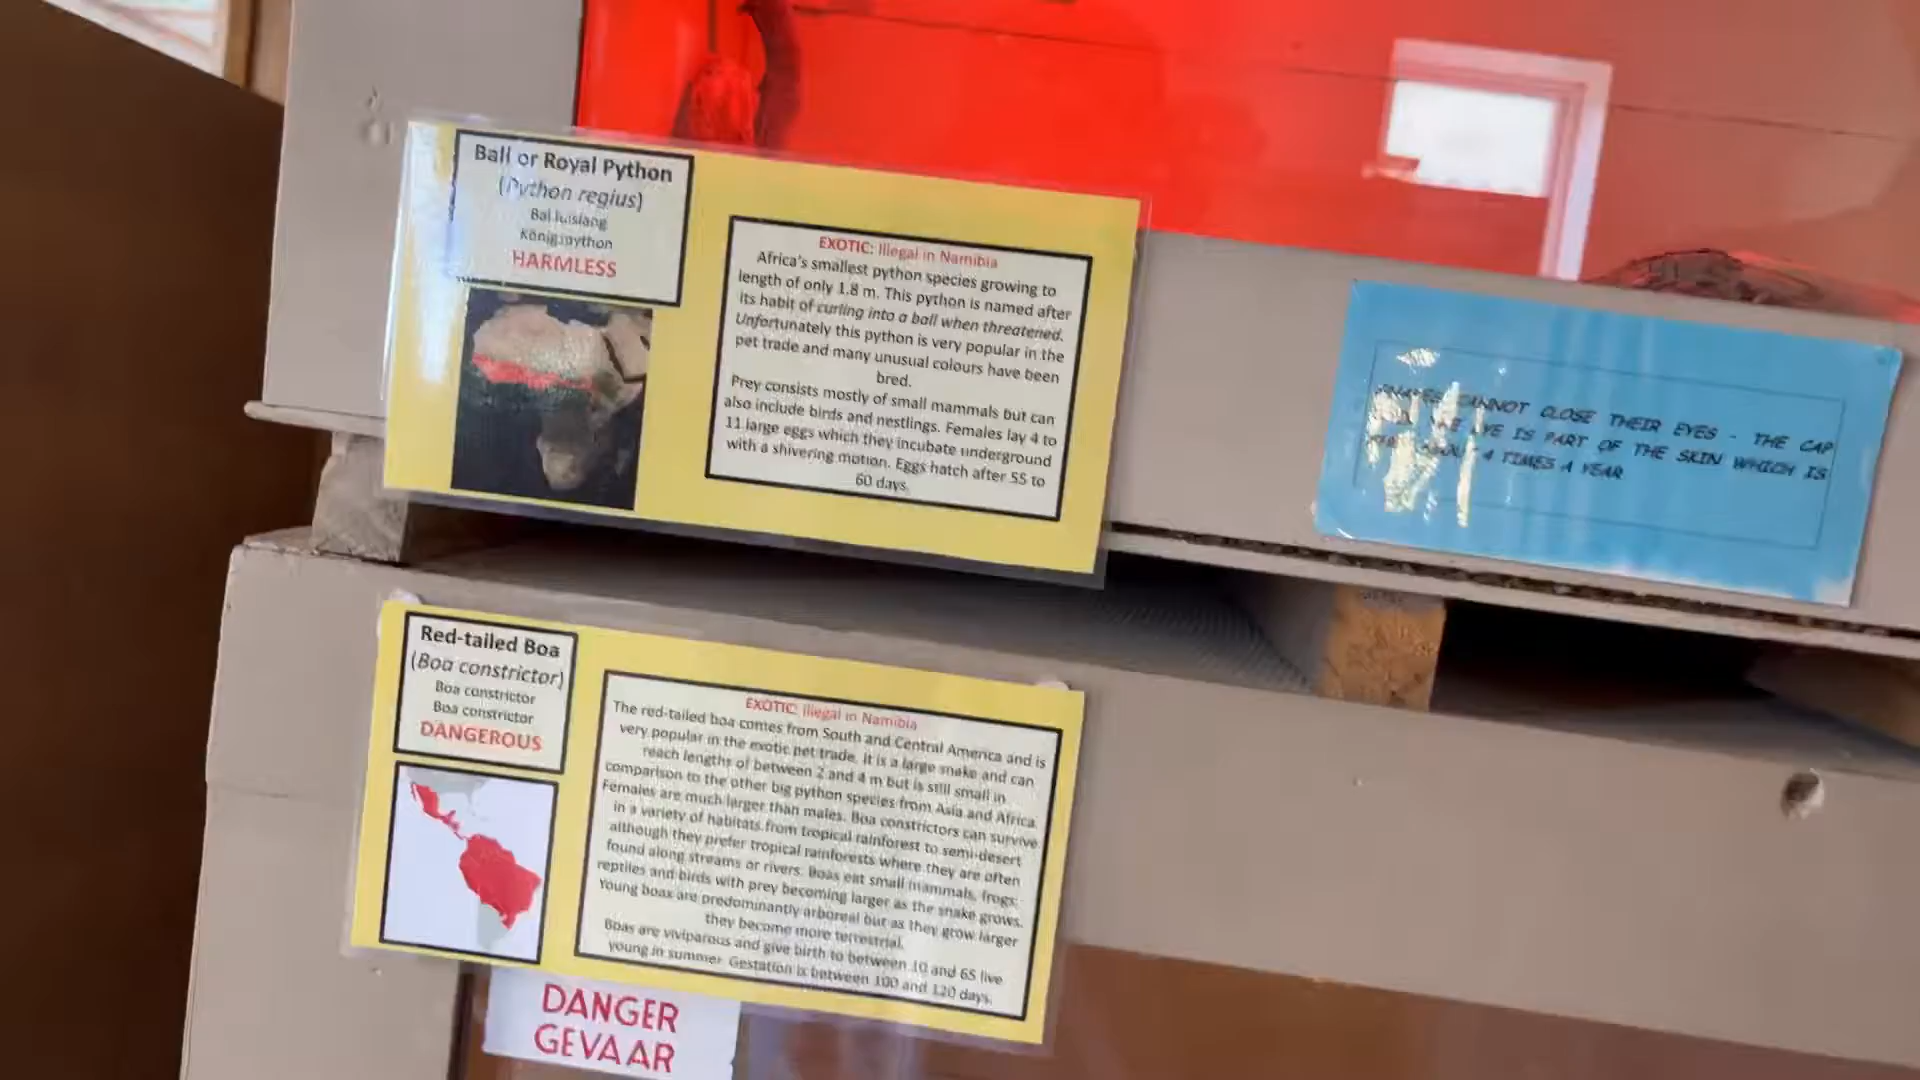 Ball or Royal Python
(Python regius)
Bal luislang
Königspython
HARMLESS
EXOTIC: Illegal in Namibia
Africa's smallest python species growing to
length of only 1.8 m. This python is named after
its habit of curling into a ball when threatened.
Unfortunately this python is very popular in the
pet trade and many unusual colours have been
bred.
Prey consists mostly of small mammals but can
also include birds and nestlings. Females lay 4 to
11 large eggs which they incubate underground
with a shivering motion. Eggs hatch after 55 to
60 days.
CANNOT CLOSE THEIR EYES - THE CAP
EYE IS PART OF THE SKIN WHICH IS
4 TIMES A YEAR
Red-tailed Boa
(Boa constrictor)
Boa constrictor
Boa constrictor
DANGEROUS
EXOTIC: Illegal in Namibia
The red-tailed boa comes from South and Central America and is
very popular in the exotic pet trade. It is a large snake and can
reach lengths of between 2 and 4 m but is still small in
comparison to the other big python species from Asia and Africa.
Females are much larger than males. Boa constrictors can survive
in a variety of habitats from tropical rainforest to semi-desert
although they prefer tropical rainforests where they are often
found along streams or rivers. Boas eat small mammals, frogs,
reptiles and birds with prey becoming larger as the snake grows.
Young boas are predominantly arboreal but as they grow larger
they become more terrestrial.
Boas are viviparous and give birth to between 10 and 65 live
young in summer. Gestation is between 100 and 120 days.
DANGER
GEVAAR